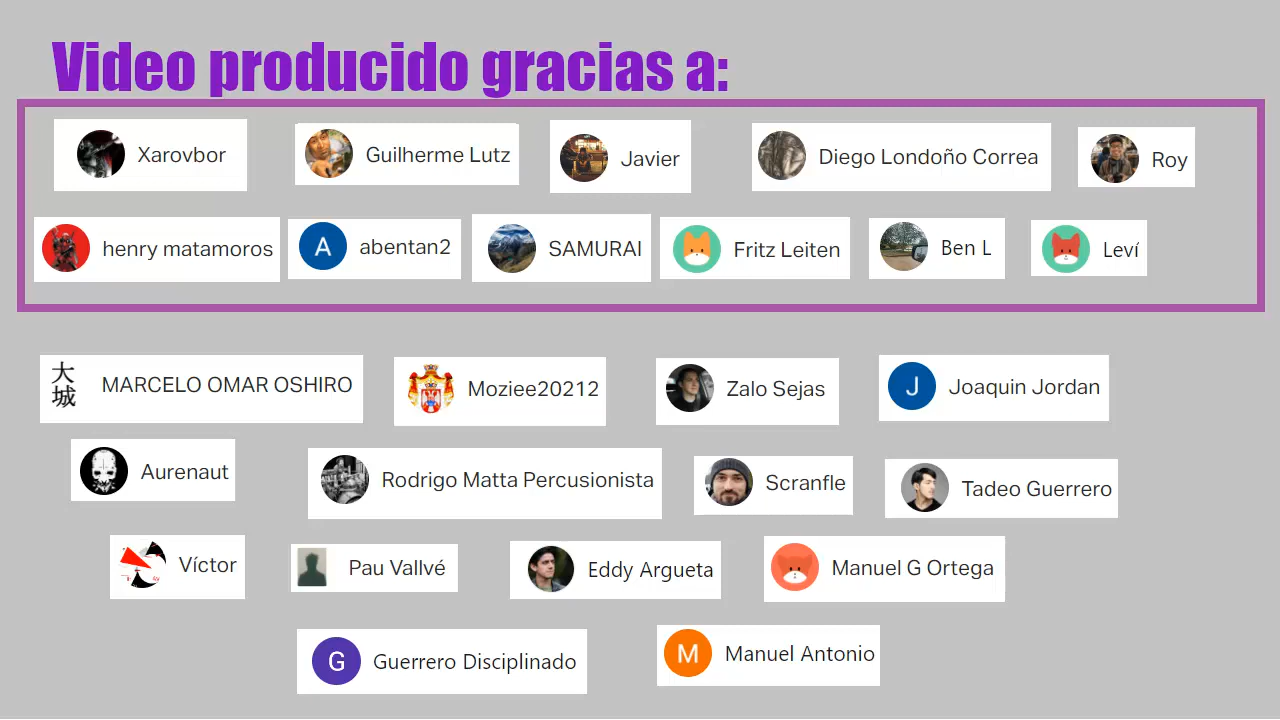 Video producido gracias a:
Xarovbor
Guilherme Lutz
Javier
Diego Londoño Correa
Roy
henry matamoros
A
abentan2
SAMURAI
Fritz Leiten
Ben L
Leví
大
城
MARCELO OMAR OSHIRO
Moziee20212
Zalo Sejas
J
Joaquin Jordan
Aurenaut
Rodrigo Matta Percusionista
Scranfle
Tadeo Guerrero
Víctor
Pau Vallvé
Eddy Argueta
Manuel G Ortega
G
Guerrero Disciplinado
M
Manuel Antonio